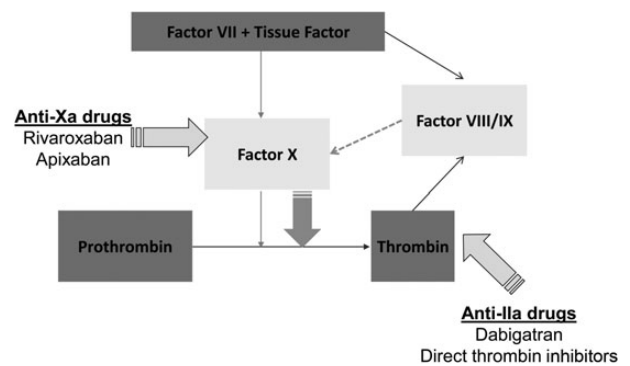 Factor VII + Tissue Factor
Anti-Xa drugs
Rivaroxaban
Apixaban
Factor VIII/IX
Factor X
Prothrombin
Thrombin
Anti-IIa drugs
Dabigatran
Direct thrombin inhibitors